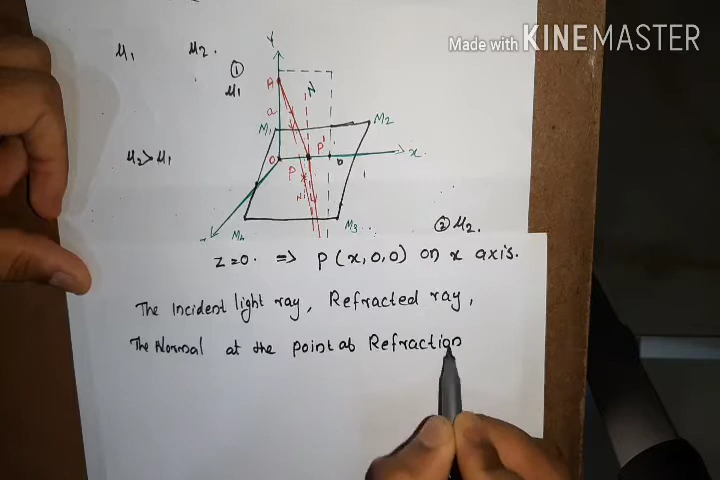 Made with KINEMASTER
μ1 μ2.
Y
①
μ1
A
N
a
M1 M2
μ2>μ1
O P' b x
P
N'
M4 M3
② μ2.
Z=0. => P(x,0,0) on x axis.
The Incident light ray, Refracted ray,
The Normal at the point ob Refraction